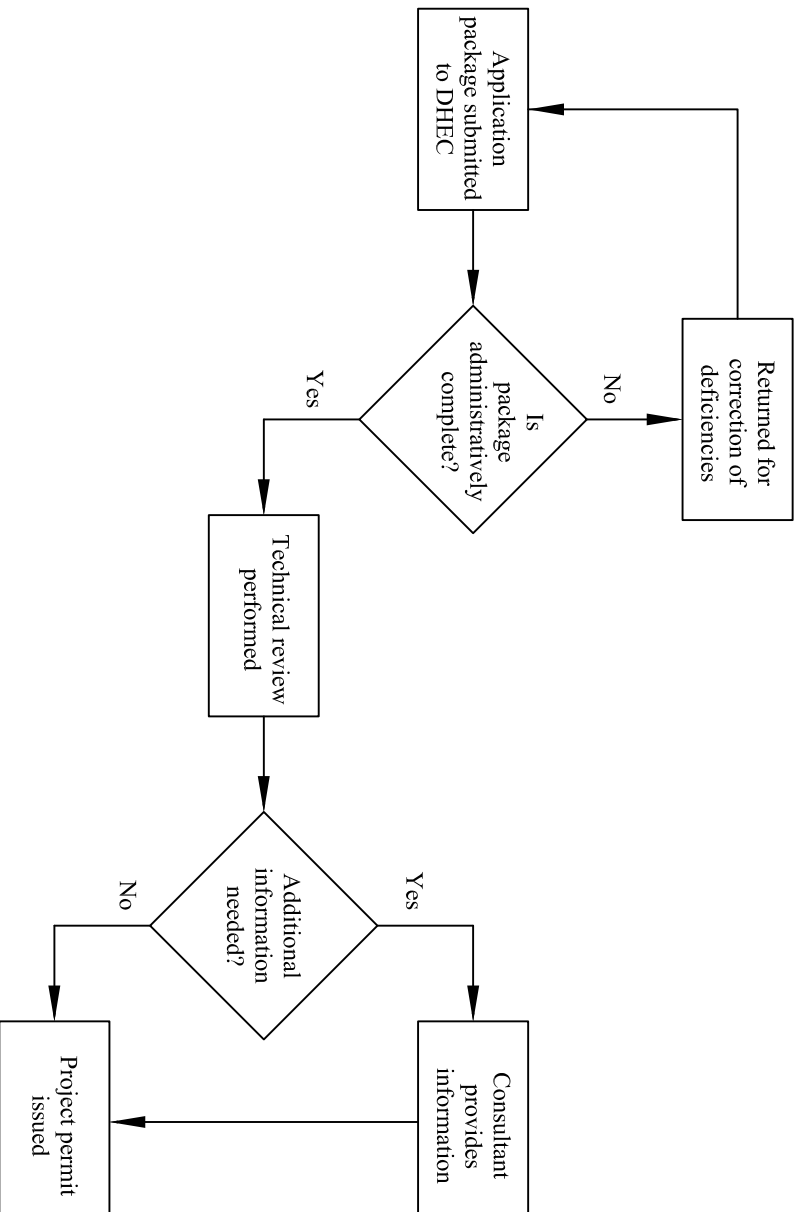 Application
package submitted
to DHEC
Is
package
administratively
complete?
No
Returned for
correction of
deficiencies
Yes
Technical review
performed
Additional
information
needed?
Yes
Consultant
provides
information
No
Project permit
issued